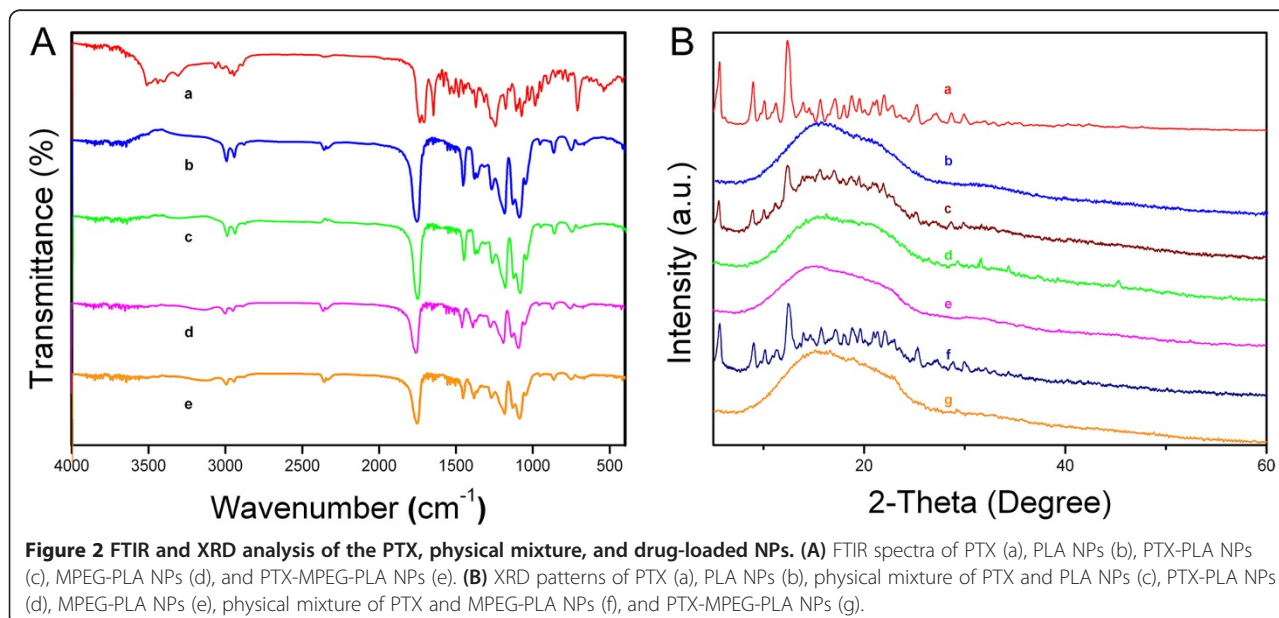 A
B
a
b
c
d
e
Transmittance (%)
4000 3500 3000 2500 2000 1500 1000 500
Wavenumber (cm⁻¹)
a
b
c
d
e
f
g
Intensity (a.u.)
20 40 60
2-Theta (Degree)
Figure 2 FTIR and XRD analysis of the PTX, physical mixture, and drug-loaded NPs. (A) FTIR spectra of PTX (a), PLA NPs (b), PTX-PLA NPs
(c), MPEG-PLA NPs (d), and PTX-MPEG-PLA NPs (e). (B) XRD patterns of PTX (a), PLA NPs (b), physical mixture of PTX and PLA NPs (c), PTX-PLA NPs
(d), MPEG-PLA NPs (e), physical mixture of PTX and MPEG-PLA NPs (f), and PTX-MPEG-PLA NPs (g).